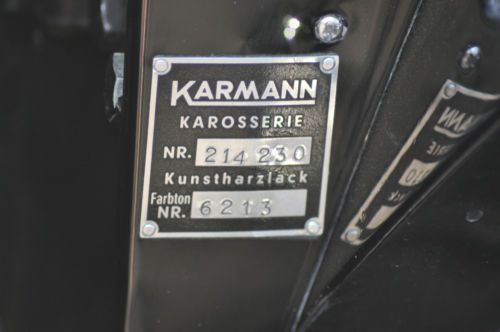 KARMANN
KAROSSERIE
NR. 214 230
Kunstharzlack
Farbton NR. 6213